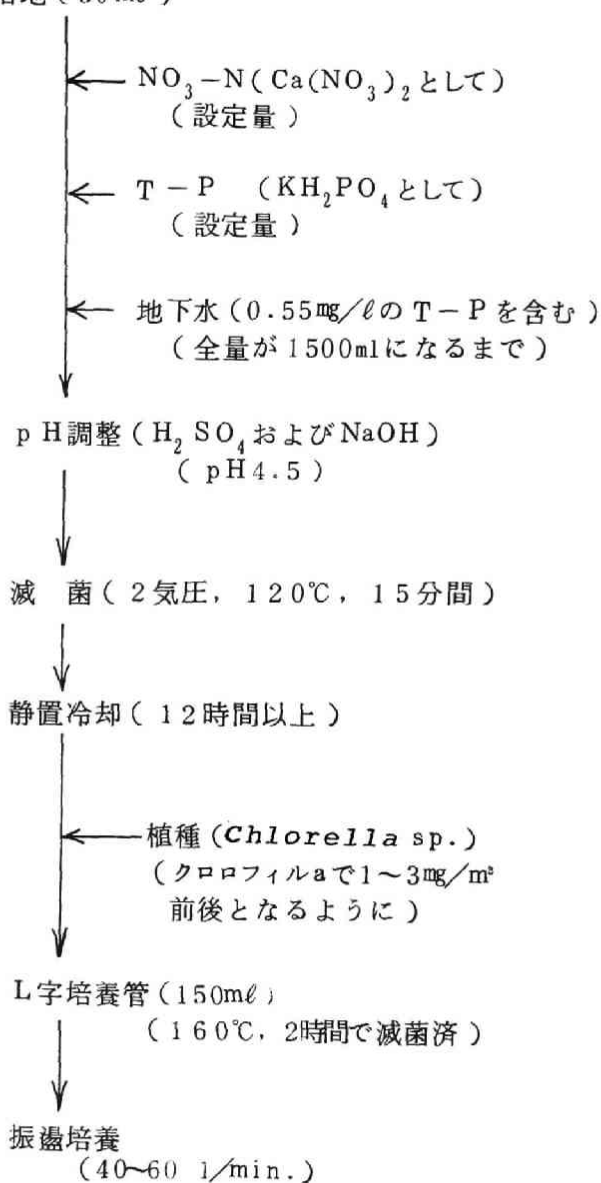 NO₃－N(Ca(NO₃)₂として)
(設定量)
T－P (KH₂PO₄として)
(設定量)
地下水(0.55㎎/ℓのT－Pを含む)
(全量が1500mlになるまで)
pH調整(H₂SO₄およびNaOH)
(pH4.5)
滅 菌(2気圧, 120℃, 15分間)
静置冷却(12時間以上)
植種(Chlorella sp.)
(クロロフィルaで1～3㎎/m³
前後となるように)
L字培養管(150mℓ)
(160℃, 2時間で滅菌済)
振盪培養
(40～60 1/min.)